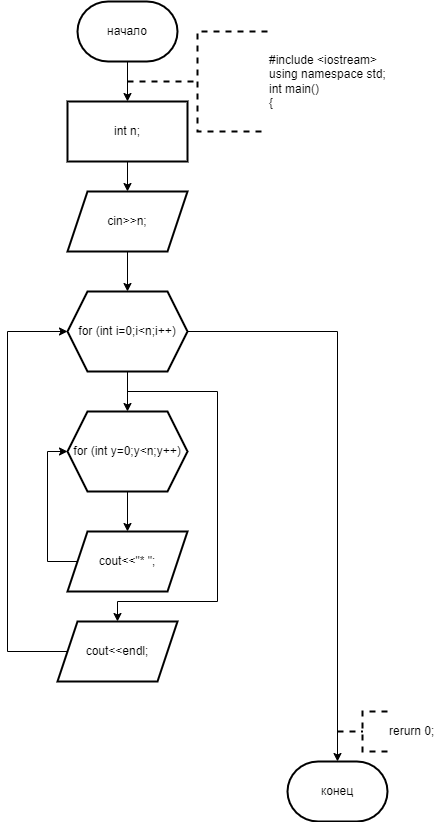 начало
#include <iostream>
using namespace std;
int main()
{
int n;
cin>>n;
for (int i=0;i<n;i++)
for (int y=0;y<n;y++)
cout<<"* ";
cout<<endl;
rerurn 0;
конец